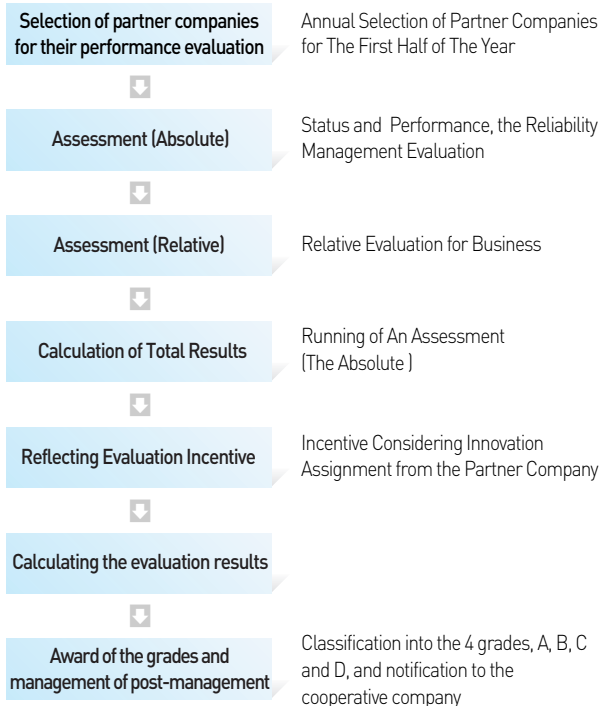 Selection of partner companies
for their performance evaluation
Annual Selection of Partner Companies
for The First Half of The Year
Assessment (Absolute)
Status and Performance, the Reliability
Management Evaluation
Assessment (Relative)
Relative Evaluation for Business
Calculation of Total Results
Running of An Assessment
(The Absolute )
Reflecting Evaluation Incentive
Incentive Considering Innovation
Assignment from the Partner Company
Calculating the evaluation results
Award of the grades and
management of post-management
Classification into the 4 grades, A, B, C
and D, and notification to the
cooperative company